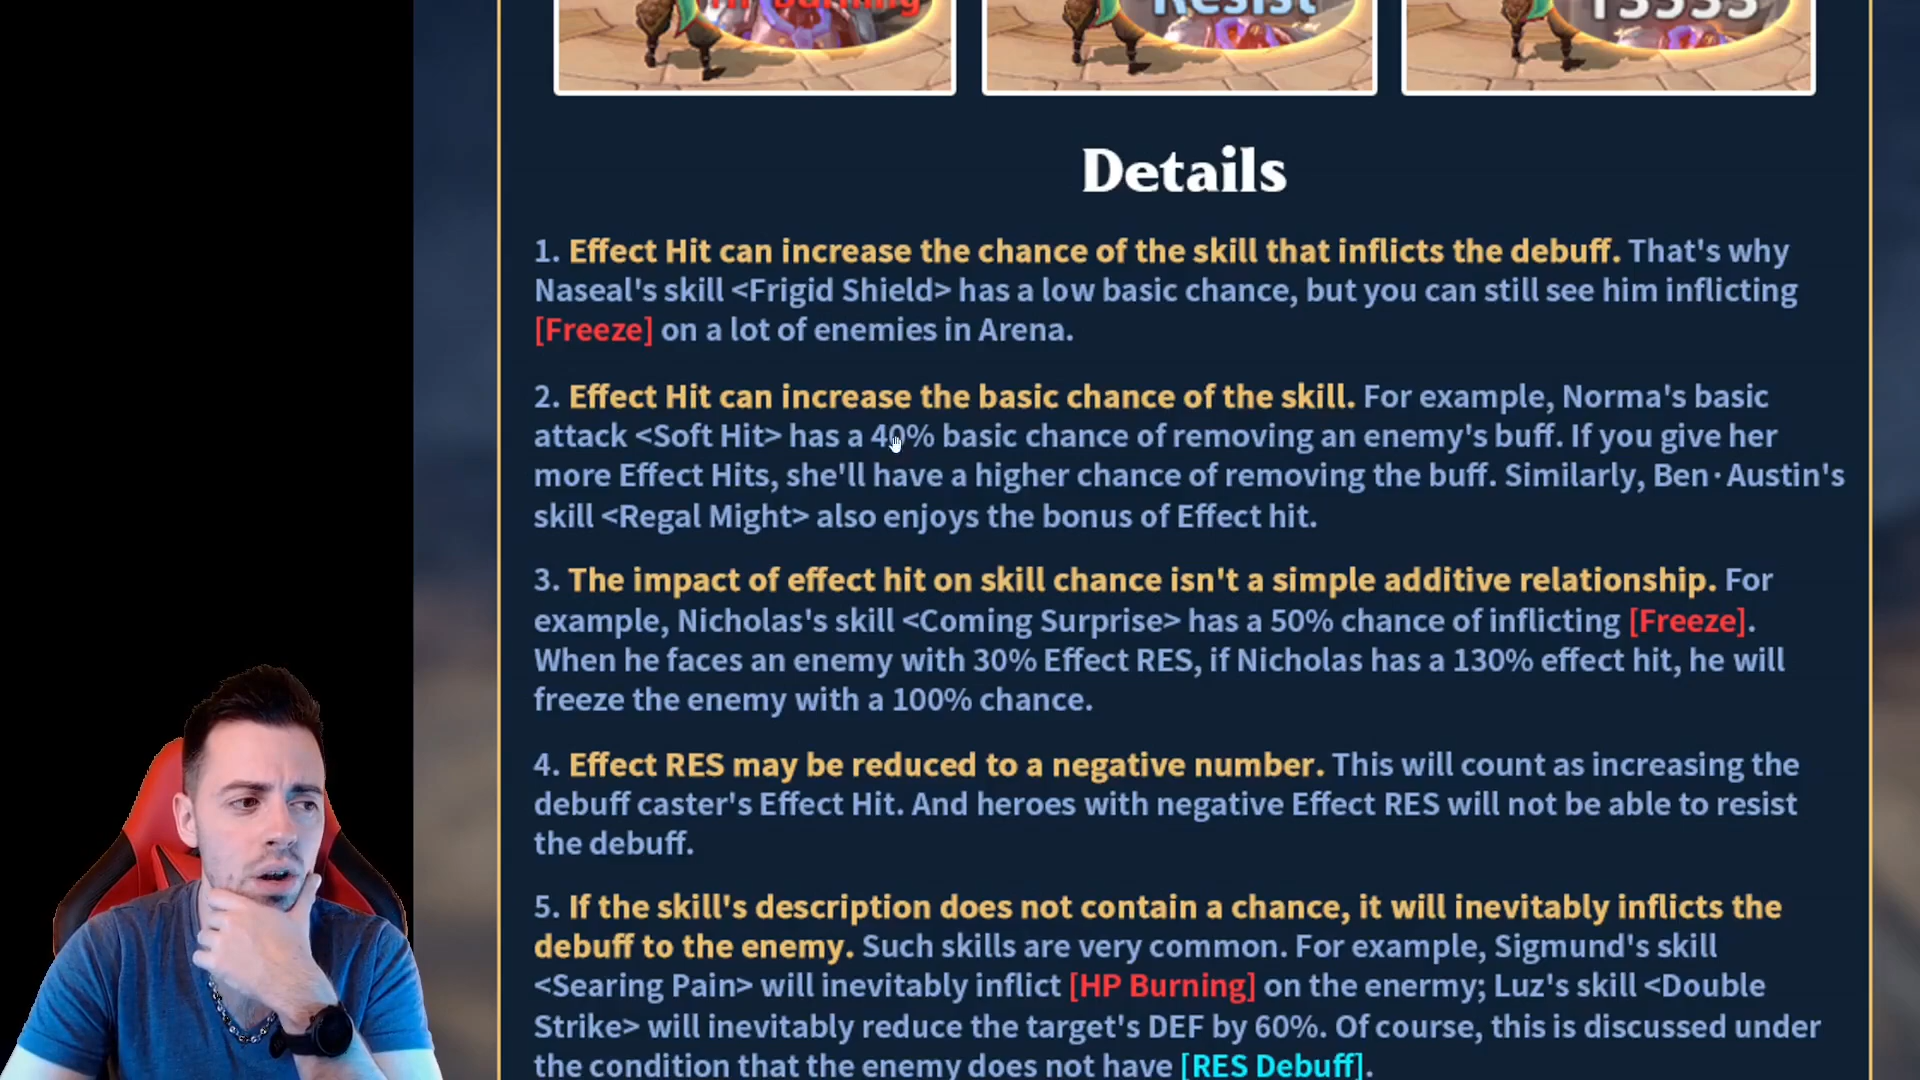 HP Burning
Resist
13333
Details
1. Effect Hit can increase the chance of the skill that inflicts the debuff. That's why
Naseal's skill <Frigid Shield> has a low basic chance, but you can still see him inflicting
[Freeze] on a lot of enemies in Arena.
2. Effect Hit can increase the basic chance of the skill. For example, Norma's basic
attack <Soft Hit> has a 40% basic chance of removing an enemy's buff. If you give her
more Effect Hits, she'll have a higher chance of removing the buff. Similarly, Ben·Austin's
skill <Regal Might> also enjoys the bonus of Effect hit.
3. The impact of effect hit on skill chance isn't a simple additive relationship. For
example, Nicholas's skill <Coming Surprise> has a 50% chance of inflicting [Freeze].
When he faces an enemy with 30% Effect RES, if Nicholas has a 130% effect hit, he will
freeze the enemy with a 100% chance.
4. Effect RES may be reduced to a negative number. This will count as increasing the
debuff caster's Effect Hit. And heroes with negative Effect RES will not be able to resist
the debuff.
5. If the skill's description does not contain a chance, it will inevitably inflicts the
debuff to the enemy. Such skills are very common. For example, Sigmund's skill
<Searing Pain> will inevitably inflict [HP Burning] on the enermy; Luz's skill <Double
Strike> will inevitably reduce the target's DEF by 60%. Of course, this is discussed under
the condition that the enemy does not have [RES Debuff].